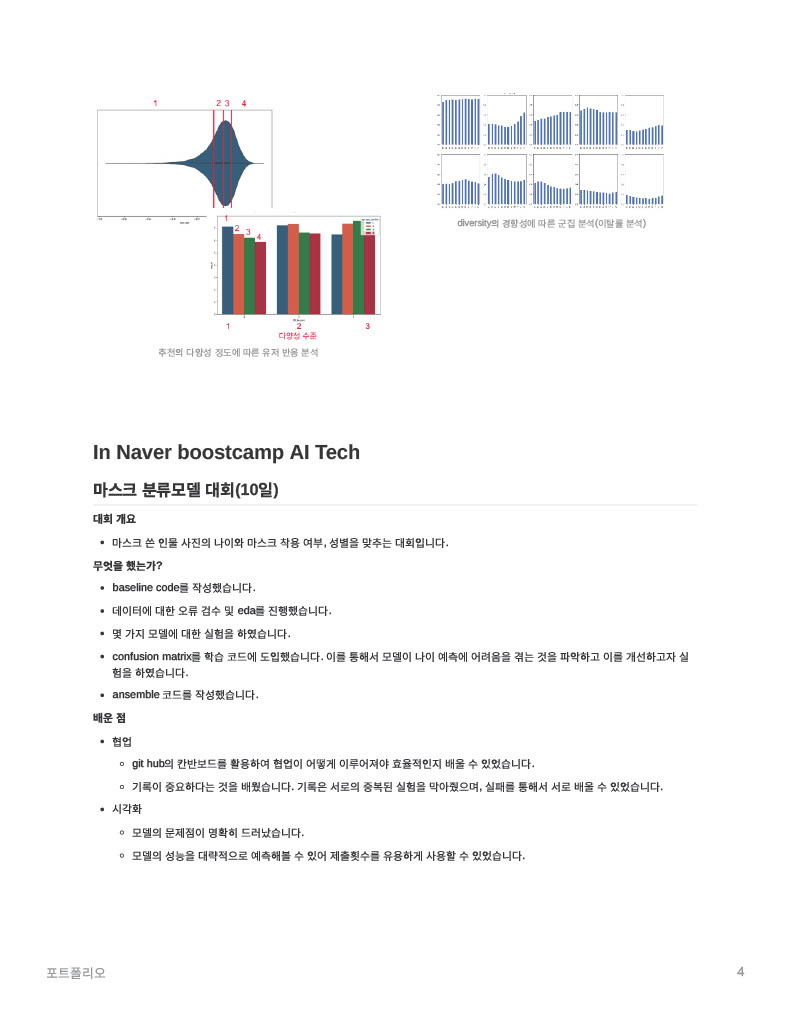 1 2 3 4
1
2 3 4
1 2 3
다양성 수준
추천의 다양성 정도에 따른 유저 반응 분석
diversity의 경향성에 따른 군집 분석(이탈률 분석)
In Naver boostcamp AI Tech
마스크 분류모델 대회(10일)
대회 개요
• 마스크 쓴 인물 사진의 나이와 마스크 착용 여부, 성별을 맞추는 대회입니다.
무엇을 했는가?
• baseline code를 작성했습니다.
• 데이터에 대한 오류 검수 및 eda를 진행했습니다.
• 몇 가지 모델에 대한 실험을 하였습니다.
• confusion matrix를 학습 코드에 도입했습니다. 이를 통해서 모델이 나이 예측에 어려움을 겪는 것을 파악하고 이를 개선하고자 실
험을 하였습니다.
• ansemble 코드를 작성했습니다.
배운 점
• 협업
◦ git hub의 칸반보드를 활용하여 협업이 어떻게 이루어져야 효율적인지 배울 수 있었습니다.
◦ 기록이 중요하다는 것을 배웠습니다. 기록은 서로의 중복된 실험을 막아줬으며, 실패를 통해서 서로 배울 수 있었습니다.
• 시각화
◦ 모델의 문제점이 명확히 드러났습니다.
◦ 모델의 성능을 대략적으로 예측해볼 수 있어 제출횟수를 유용하게 사용할 수 있었습니다.
포트폴리오
4